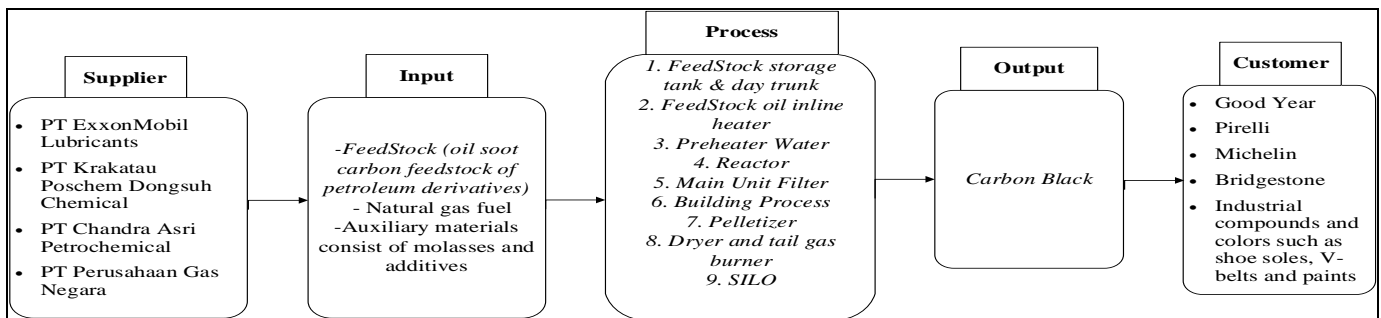 Supplier
• PT ExxonMobil
Lubricants
• PT Krakatau
Poschem Dongsuh
Chemical
• PT Chandra Asri
Petrochemical
• PT Perusahaan Gas
Negara
Input
-FeedStock (oil soot
carbon feedstock of
petroleum derivatives)
- Natural gas fuel
-Auxiliary materials
consist of molasses and
additives
Process
1. FeedStock storage
tank & day trunk
2. FeedStock oil inline
heater
3. Preheater Water
4. Reactor
5. Main Unit Filter
6. Building Process
7. Pelletizer
8. Dryer and tail gas
burner
9. SILO
Output
Carbon Black
Customer
• Good Year
• Pirelli
• Michelin
• Bridgestone
• Industrial
compounds and
colors such as
shoe soles, V-
belts and paints